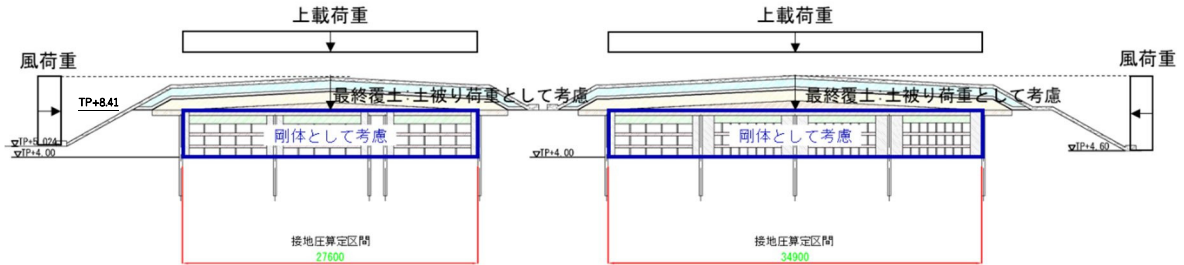 上載荷重
上載荷重
風荷重
風荷重
TP+8.41
最終覆土:土被り荷重として考慮
最終覆土:土被り荷重として考慮
剛体として考慮
剛体として考慮
▽TP+5.024
▽TP+4.00
▽TP+4.00
▽TP+4.60
接地圧算定区間
27600
接地圧算定区間
34900